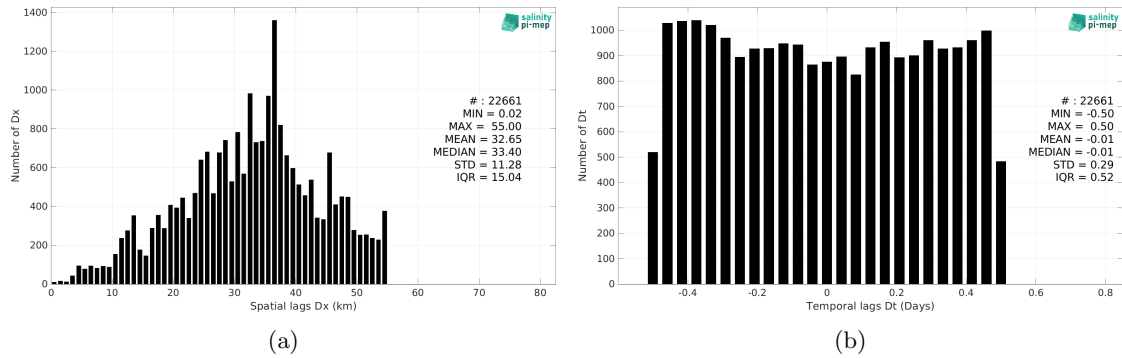 1400
1200
1000
800
600
400
200
0
Number of Dx
salinity
pi-mep
# : 22661
MIN = 0.02
MAX = 55.00
MEAN = 32.65
MEDIAN = 33.40
STD = 11.28
IQR = 15.04
0 10 20 30 40 50 60 70 80
Spatial lags Dx (km)
(a)
1000
900
800
700
600
500
400
300
200
100
0
Number of Dt
salinity
pi-mep
# : 22661
MIN = -0.50
MAX = 0.50
MEAN = -0.01
MEDIAN = -0.01
STD = 0.29
IQR = 0.52
-0.4 -0.2 0 0.2 0.4 0.6 0.8
Temporal lags Dt (Days)
(b)